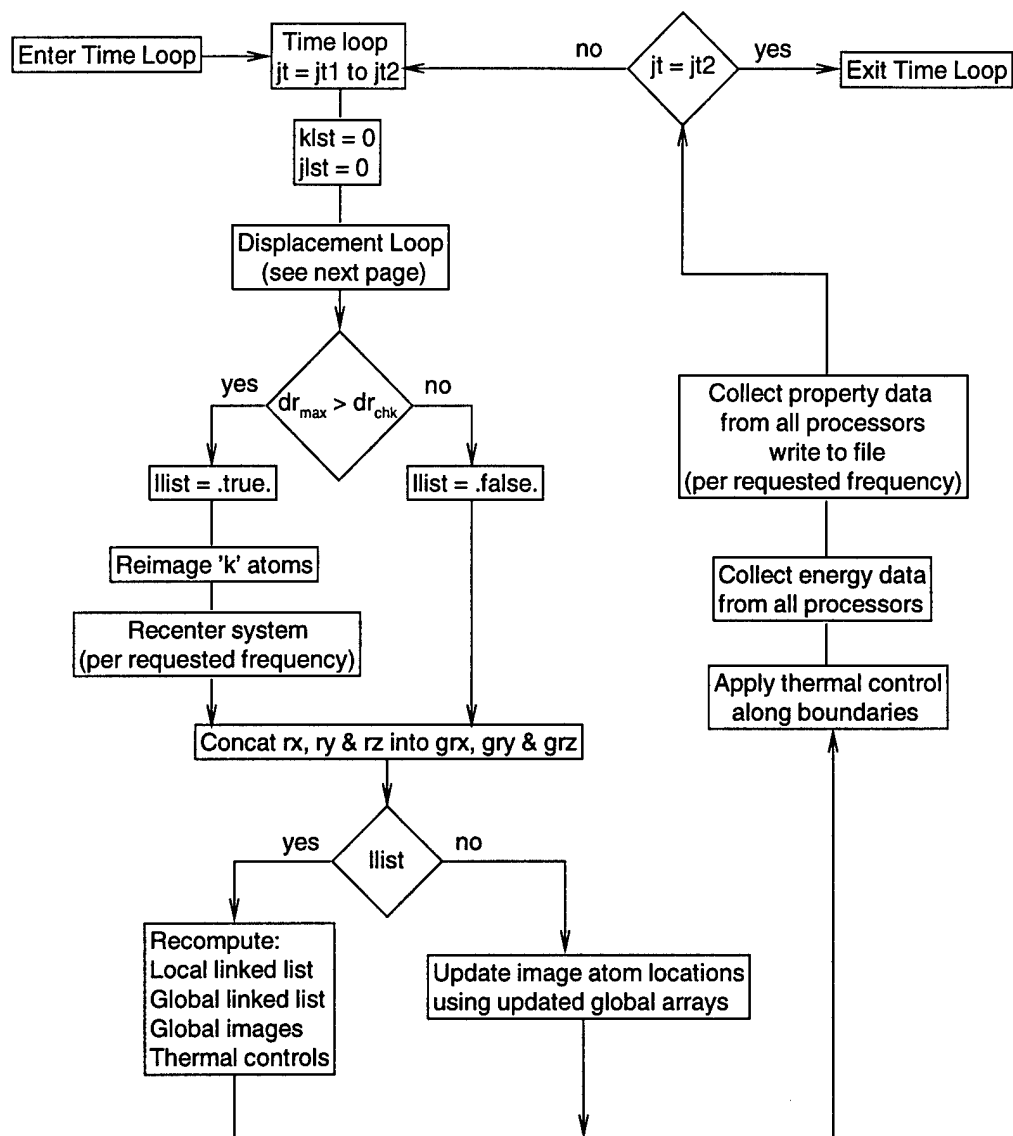 Enter Time Loop
Time loop
jt = jt1 to jt2
no
jt = jt2
yes
Exit Time Loop
klst = 0
jlst = 0
Displacement Loop
(see next page)
yes
dr_max > dr_chk
no
llist = .true.
llist = .false.
Reimage 'k' atoms
Recenter system
(per requested frequency)
Concat rx, ry & rz into grx, gry & grz
yes
llist
no
Recompute:
Local linked list
Global linked list
Global images
Thermal controls
Update image atom locations
using updated global arrays
Collect property data
from all processors
write to file
(per requested frequency)
Collect energy data
from all processors
Apply thermal control
along boundaries